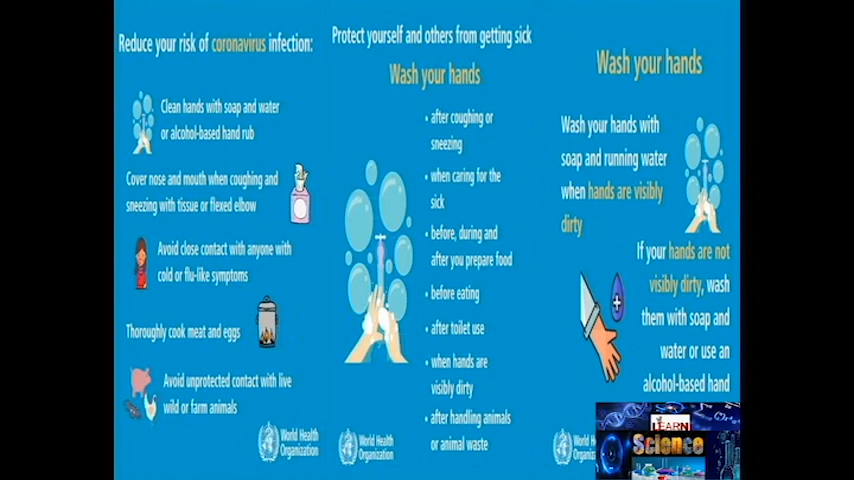 Reduce your risk of coronavirus infection:
Clean hands with soap and water
or alcohol-based hand rub
Cover nose and mouth when coughing and
sneezing with tissue or flexed elbow
Avoid close contact with anyone with
cold or flu-like symptoms
Thoroughly cook meat and eggs
Avoid unprotected contact with live
wild or farm animals
World Health
Organization
Protect yourself and others from getting sick
Wash your hands
• after coughing or
sneezing
• when caring for the
sick
• before, during and
after you prepare food
• before eating
• after toilet use
• when hands are
visibly dirty
• after handling animals
or animal waste
World Health
Organization
Wash your hands
Wash your hands with
soap and running water
when hands are visibly
dirty
If your hands are not
visibly dirty, wash
them with soap and
water or use an
alcohol-based hand
LEARN
Science